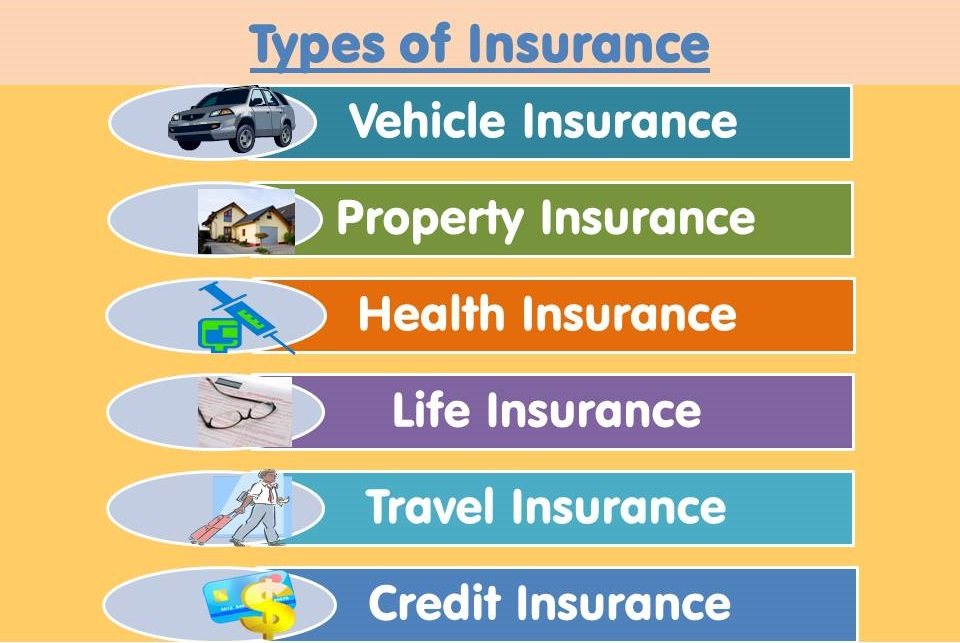 Types of Insurance
Vehicle Insurance
Property Insurance
Health Insurance
Life Insurance
Travel Insurance
Credit Insurance